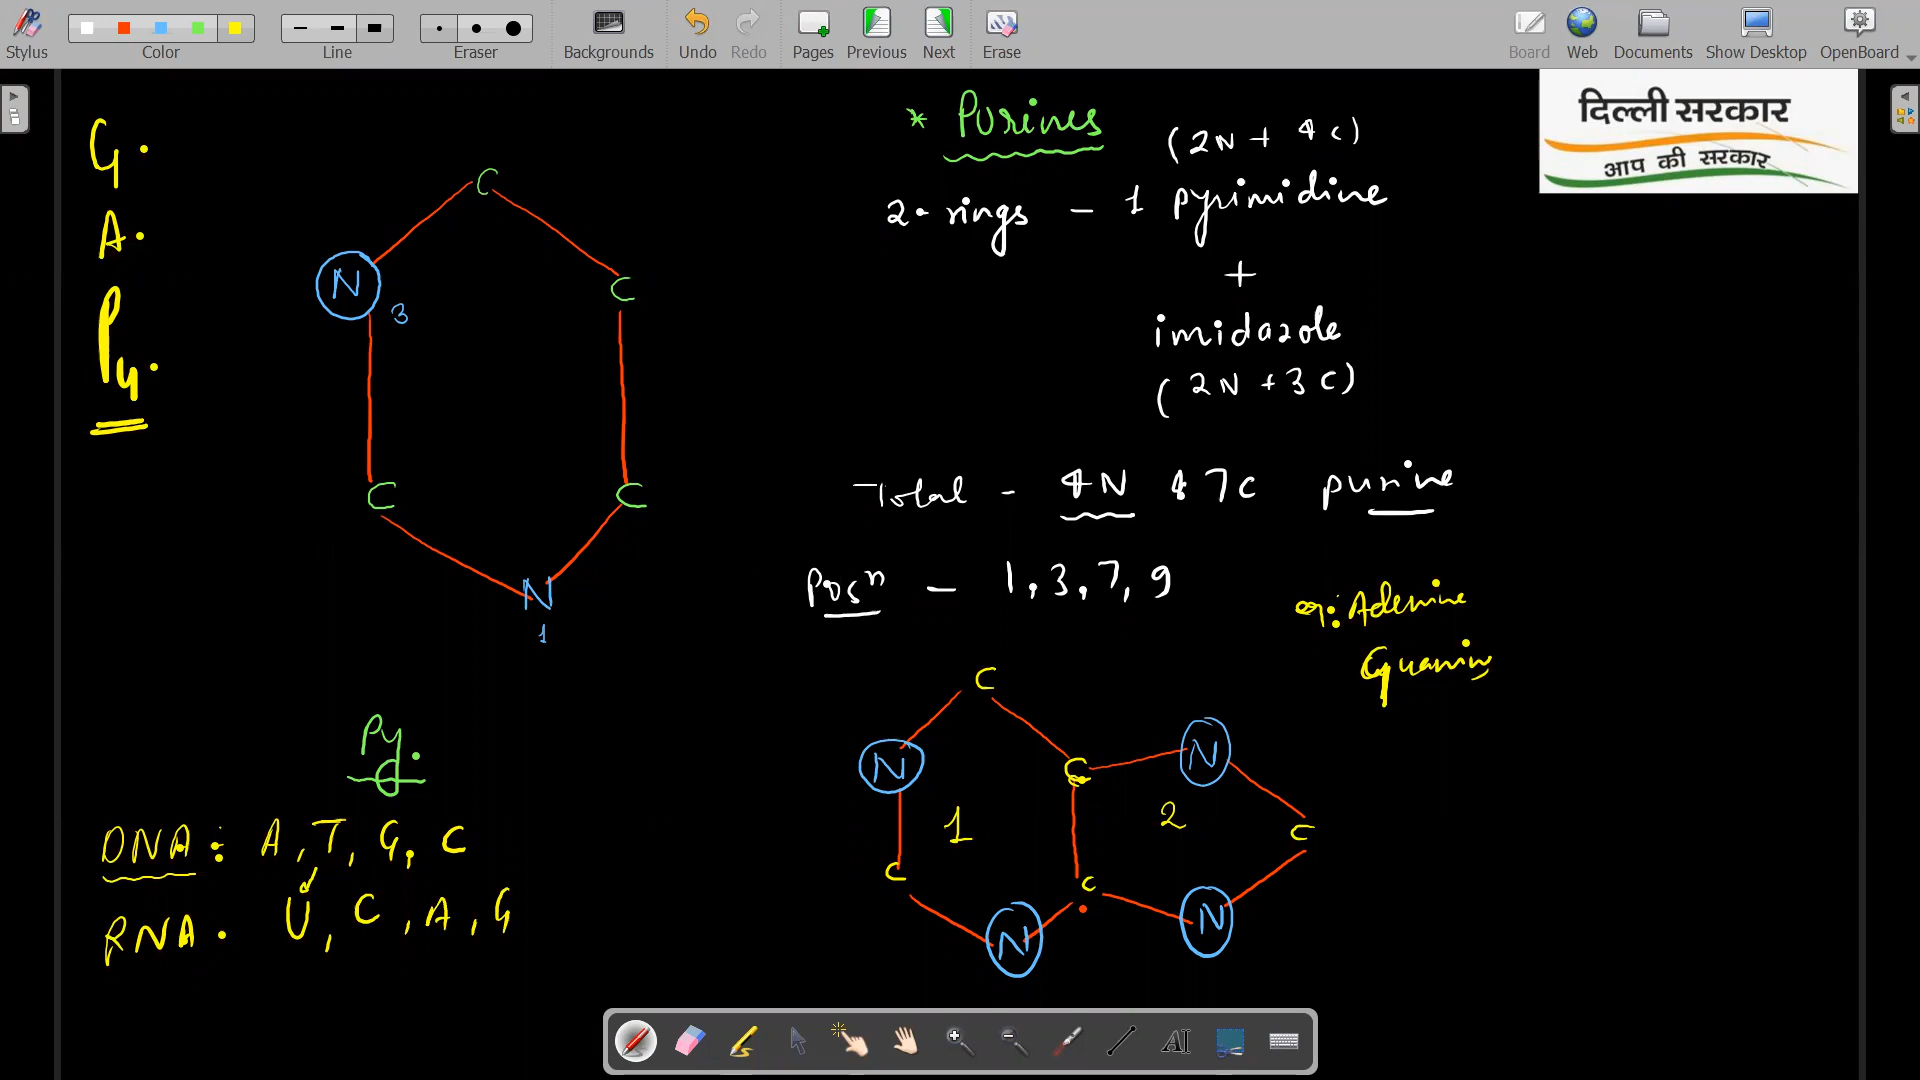 Stylus
Color
Line
Eraser
Backgrounds
Undo
Redo
Pages
Previous
Next
Erase
Board
Web
Documents
Show Desktop
OpenBoard
दिल्ली सरकार
आप की सरकार
G.
A.
Py.
C
N
3
C
C
C
N
1
Py.
DNA: A, T, G, C
RNA. U, C, A, G
* Purines
(2N + 4C)
2. rings - 1 pyrimidine
+
imidazole
(2N + 3C)
Total - 4N & 7C purine
Posⁿ - 1, 3, 7, 9
eg: Adenine
Guanine
C
N
C
N
1
2
C
C
C
N
N
AI